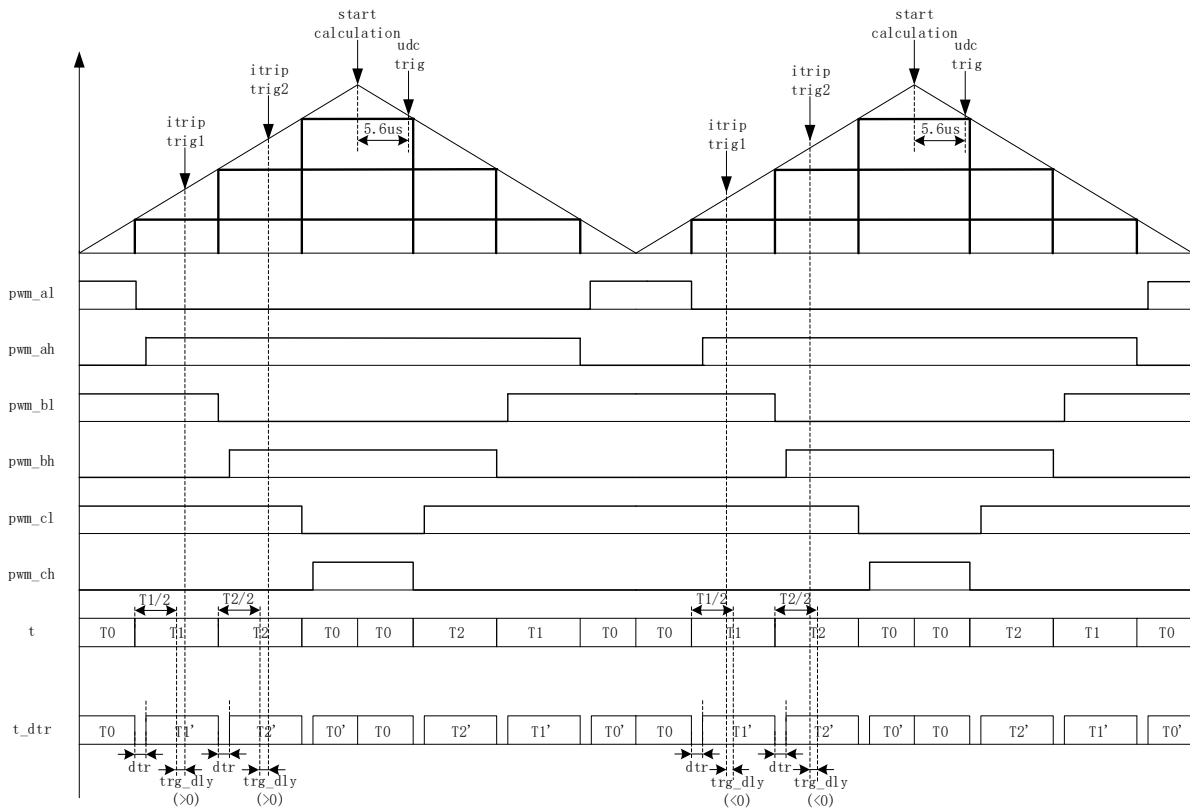 start
calculation
udc
trig
itrip
trig2
itrip
trig1
5.6us
start
calculation
udc
trig
itrip
trig2
itrip
trig1
5.6us
pwm_al
pwm_ah
pwm_bl
pwm_bh
pwm_cl
pwm_ch
T1/2 T2/2 T1/2 T2/2
t T0 T1 T2 T0 T0 T2 T1 T0 T0 T1 T2 T0 T0 T2 T1 T0
t_dtr T0 T1' T2' T0' T0 T2' T1' T0' T0 T1' T2' T0' T0 T2' T1' T0'
dtr dtr dtr dtr
trg_dly trg_dly trg_dly trg_dly
(>0) (>0) (<0) (<0)